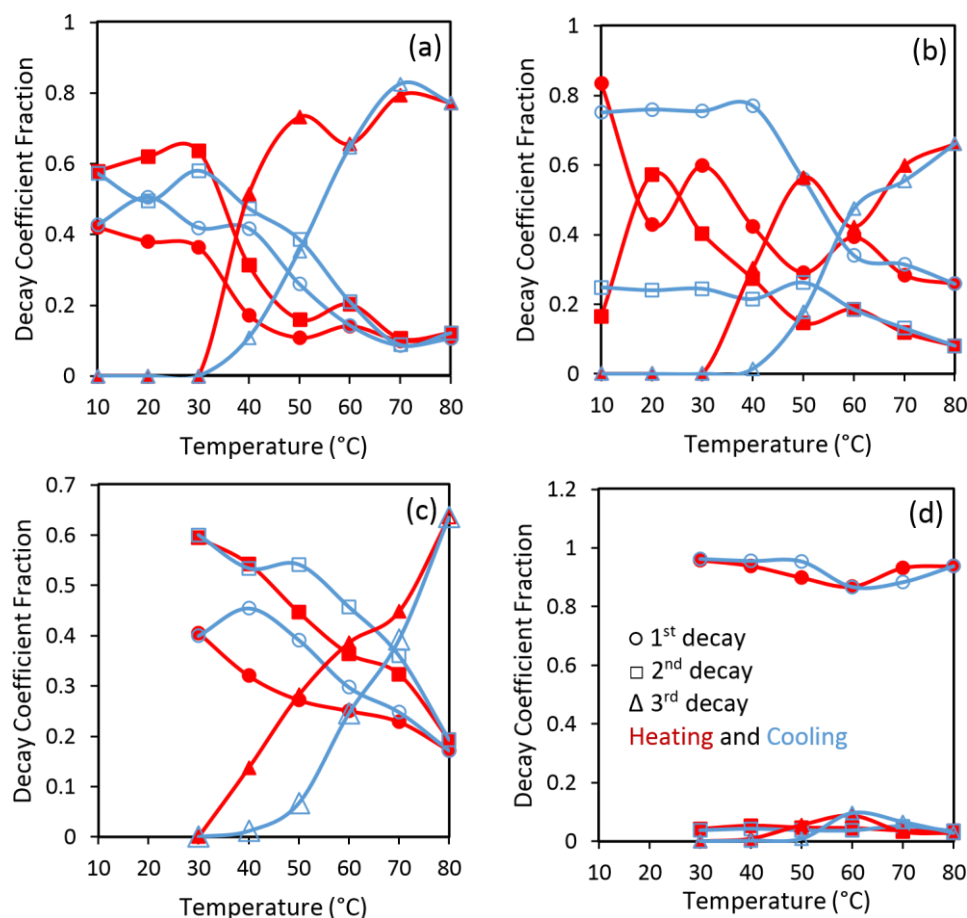 (a)
Decay Coefficient Fraction
1
0.8
0.6
0.4
0.2
0
10 20 30 40 50 60 70 80
Temperature (°C)
(b)
Decay Coefficient Fraction
1
0.8
0.6
0.4
0.2
0
10 20 30 40 50 60 70 80
Temperature (°C)
(c)
Decay Coefficient Fraction
0.7
0.6
0.5
0.4
0.3
0.2
0.1
0
10 20 30 40 50 60 70 80
Temperature (°C)
(d)
Decay Coefficient Fraction
1.2
1
0.8
0.6
0.4
0.2
0
1st decay
2nd decay
3rd decay
Heating and Cooling
10 20 30 40 50 60 70 80
Temperature (°C)